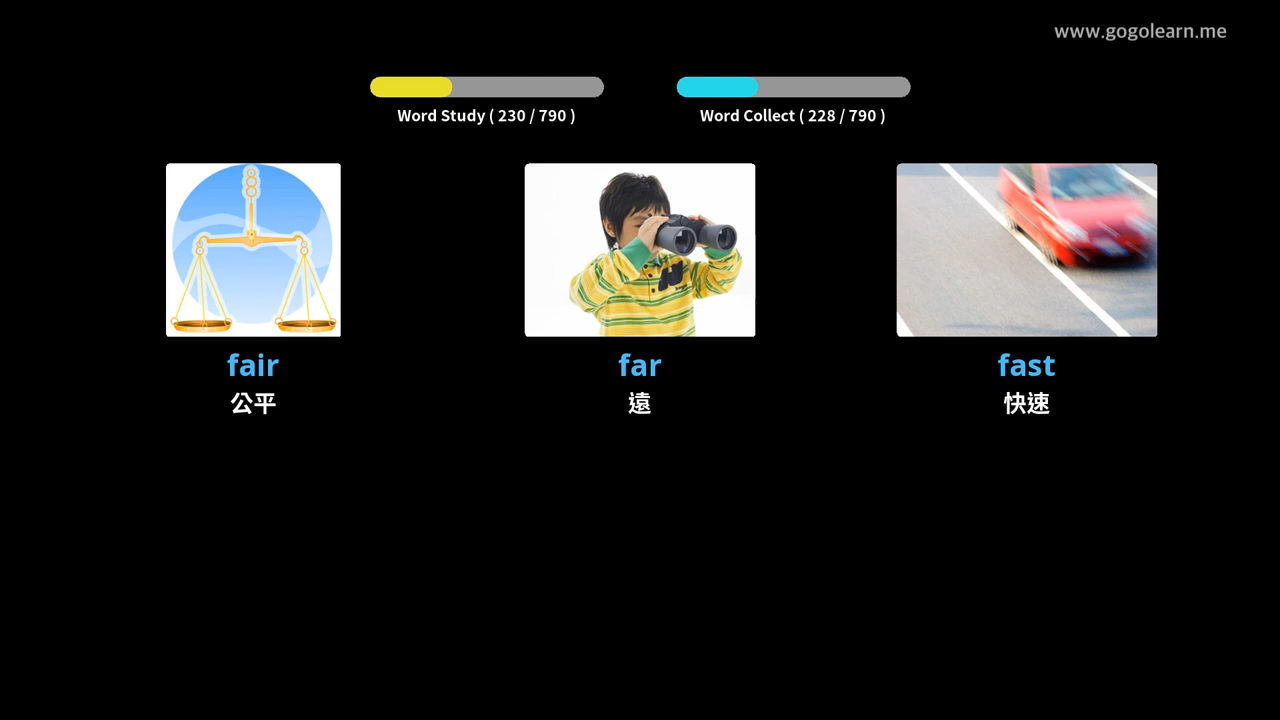 www.gogolearn.me
Word Study ( 230 / 790 )
Word Collect ( 228 / 790 )
fair
公平
far
遠
fast
快速